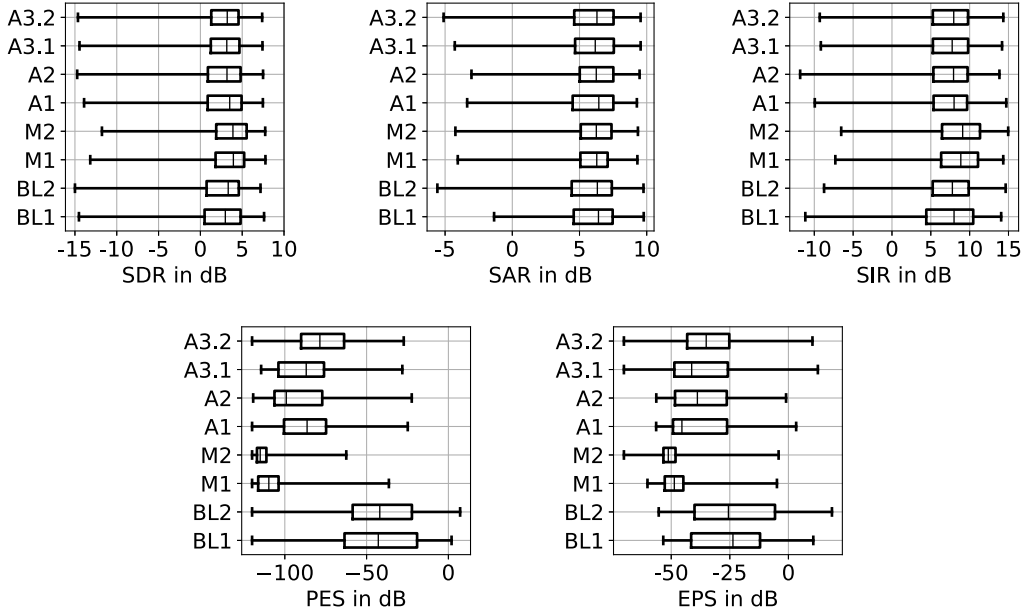 A3.2
A3.1
A2
A1
M2
M1
BL2
BL1
-15 -10 -5 0 5 10
SDR in dB
A3.2
A3.1
A2
A1
M2
M1
BL2
BL1
-5 0 5 10
SAR in dB
A3.2
A3.1
A2
A1
M2
M1
BL2
BL1
-10 -5 0 5 10 15
SIR in dB
A3.2
A3.1
A2
A1
M2
M1
BL2
BL1
−100 −50 0
PES in dB
A3.2
A3.1
A2
A1
M2
M1
BL2
BL1
-50 -25 0
EPS in dB